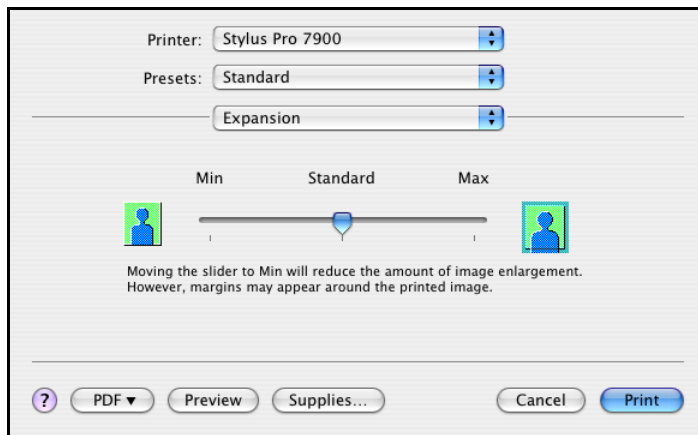 Printer: Stylus Pro 7900
Presets: Standard
Expansion
Min Standard Max
Moving the slider to Min will reduce the amount of image enlargement.
However, margins may appear around the printed image.
? PDF ▼ Preview Supplies... Cancel Print